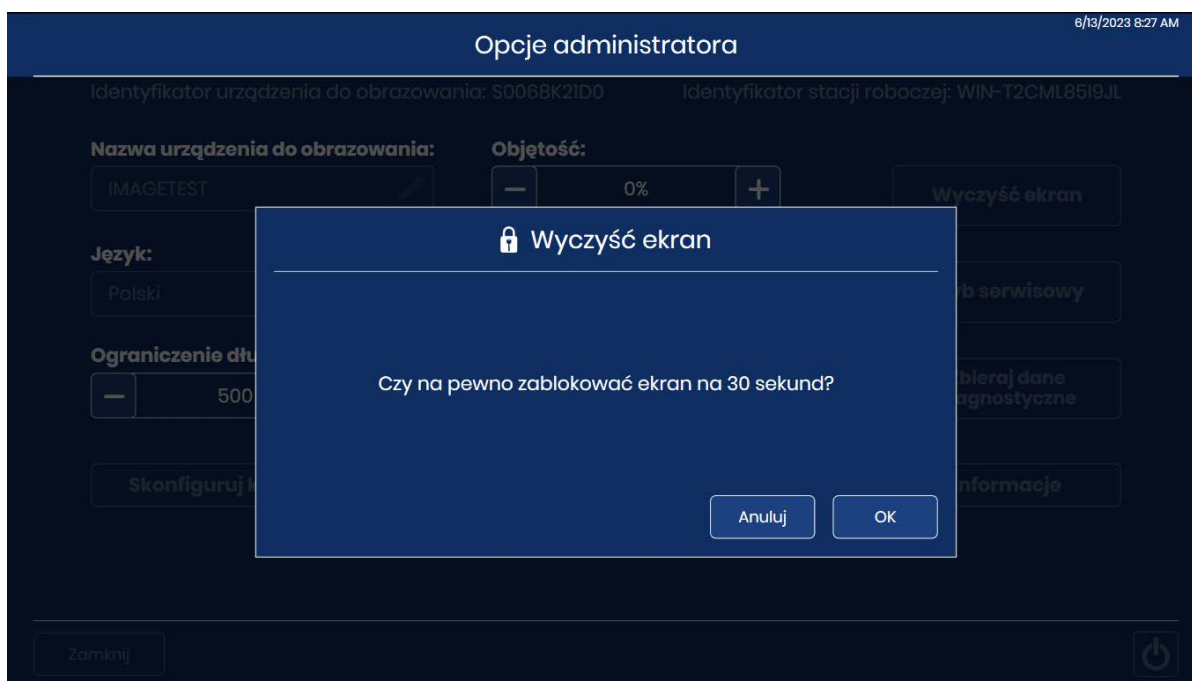 6/13/2023 8:27 AM
Opcje administratora
Identyfikator urządzenia do obrazowania: S0068K21D0 Identyfikator stacji roboczej: WIN-T2CML85I9JL
Nazwa urządzenia do obrazowania: Objętość:
IMAGETEST 0% Wyczyść ekran
Wyczyść ekran
Język:
Polski serwisowy
Ograniczenie
500
Czy na pewno zablokować ekran na 30 sekund?
dane
Skonfiguruj
Anuluj OK
Zamknij